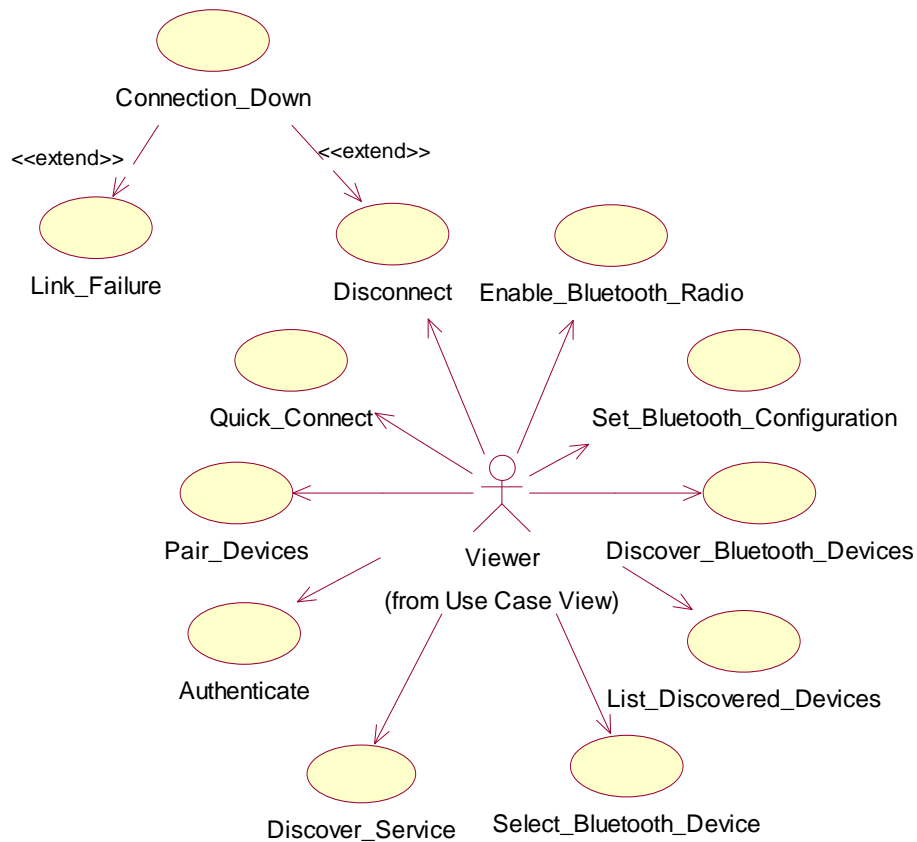 Connection_Down
<<extend>>
<<extend>>
Link_Failure
Disconnect
Enable_Bluetooth_Radio
Quick_Connect
Set_Bluetooth_Configuration
Pair_Devices
Viewer
Discover_Bluetooth_Devices
(from Use Case View)
Authenticate
List_Discovered_Devices
Discover_Service
Select_Bluetooth_Device